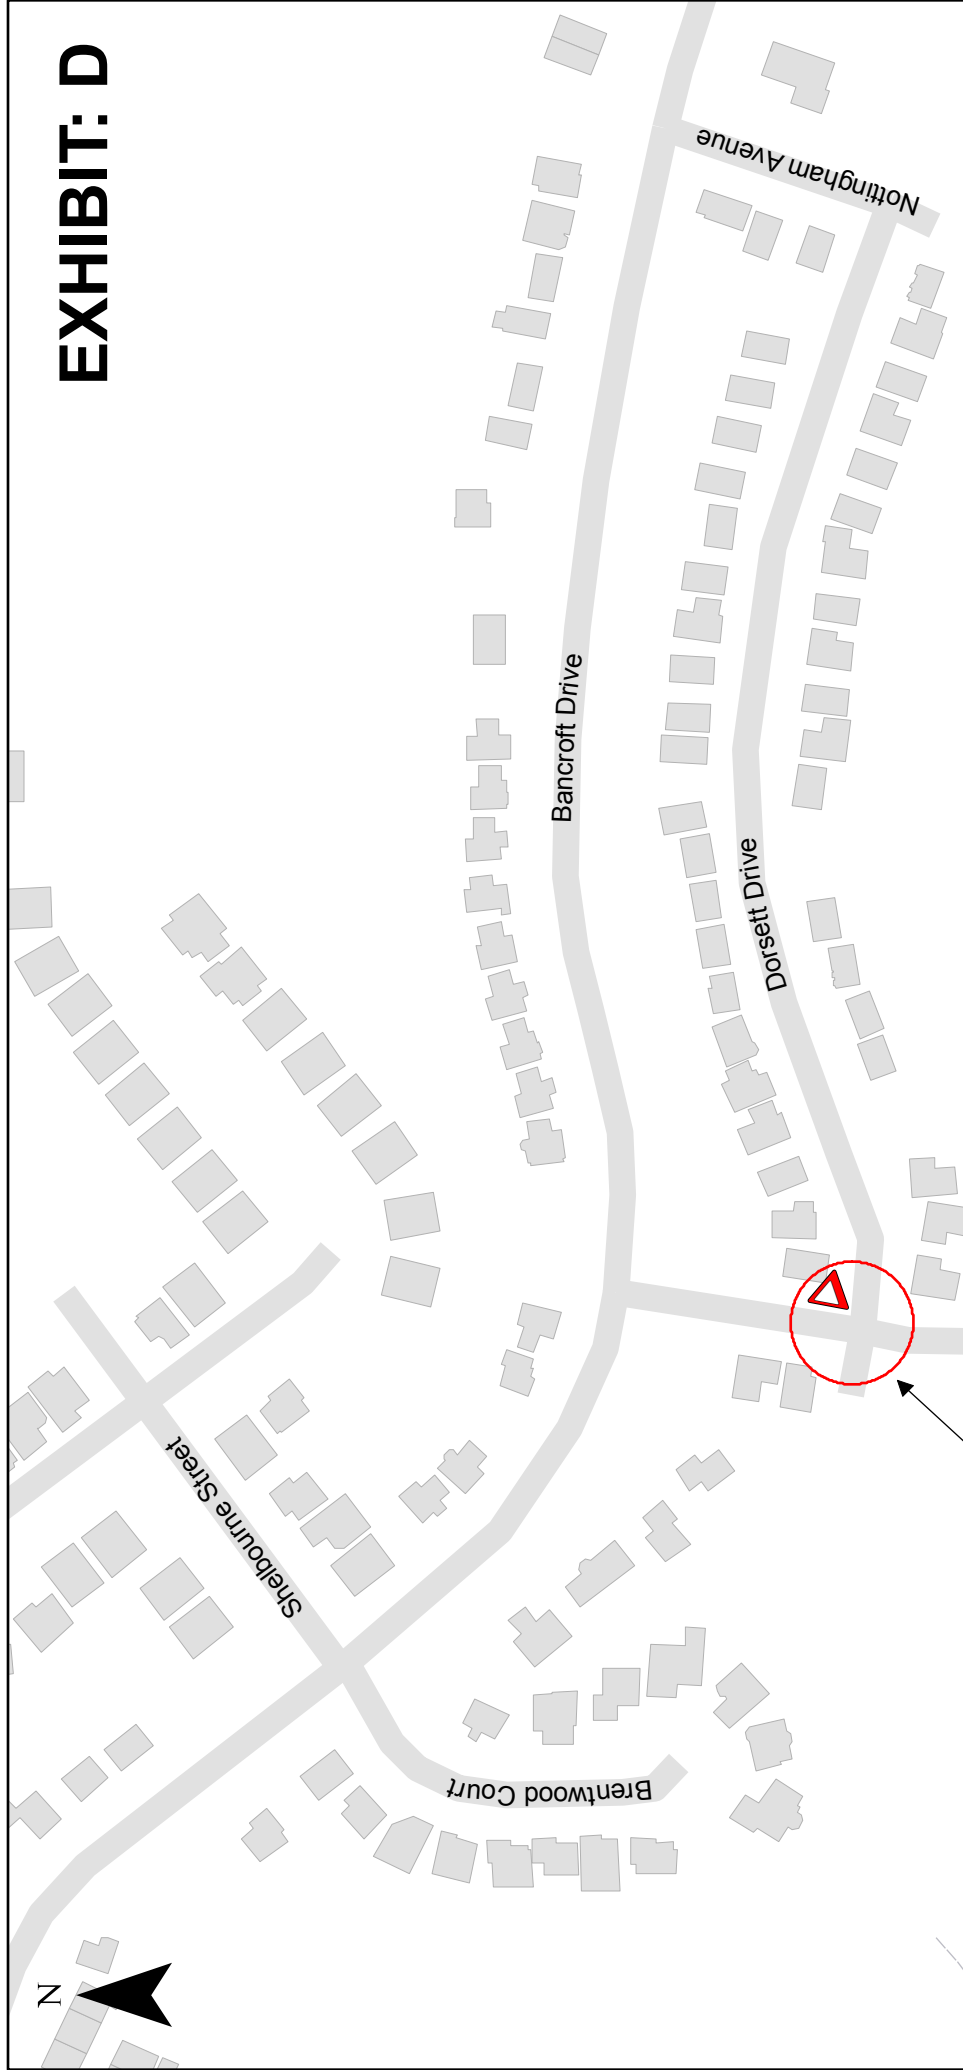 EXHIBIT: D
Nottingham Avenue
Bancroft Drive
Dorsett Drive
Shelbourne Street
Brentwood Court
N